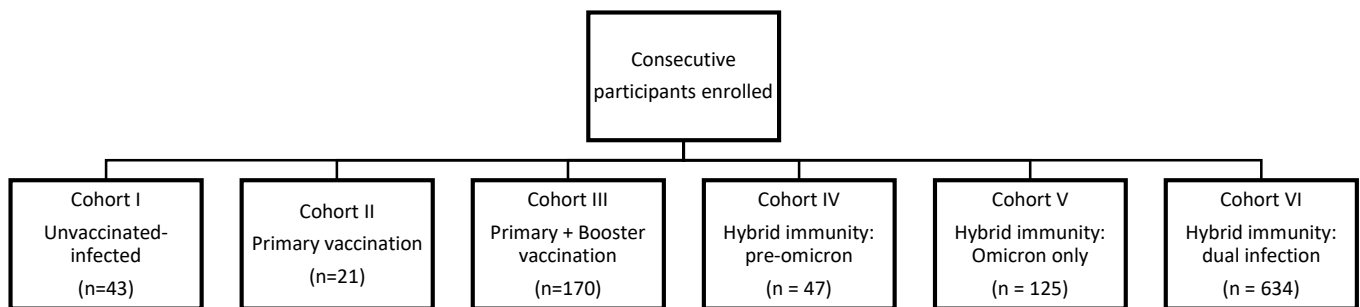 Consecutive
participants enrolled
Cohort I
Unvaccinated-
infected
(n=43)
Cohort II
Primary vaccination
(n=21)
Cohort III
Primary + Booster
vaccination
(n=170)
Cohort IV
Hybrid immunity:
pre-omicron
(n = 47)
Cohort V
Hybrid immunity:
Omicron only
(n = 125)
Cohort VI
Hybrid immunity:
dual infection
(n = 634)